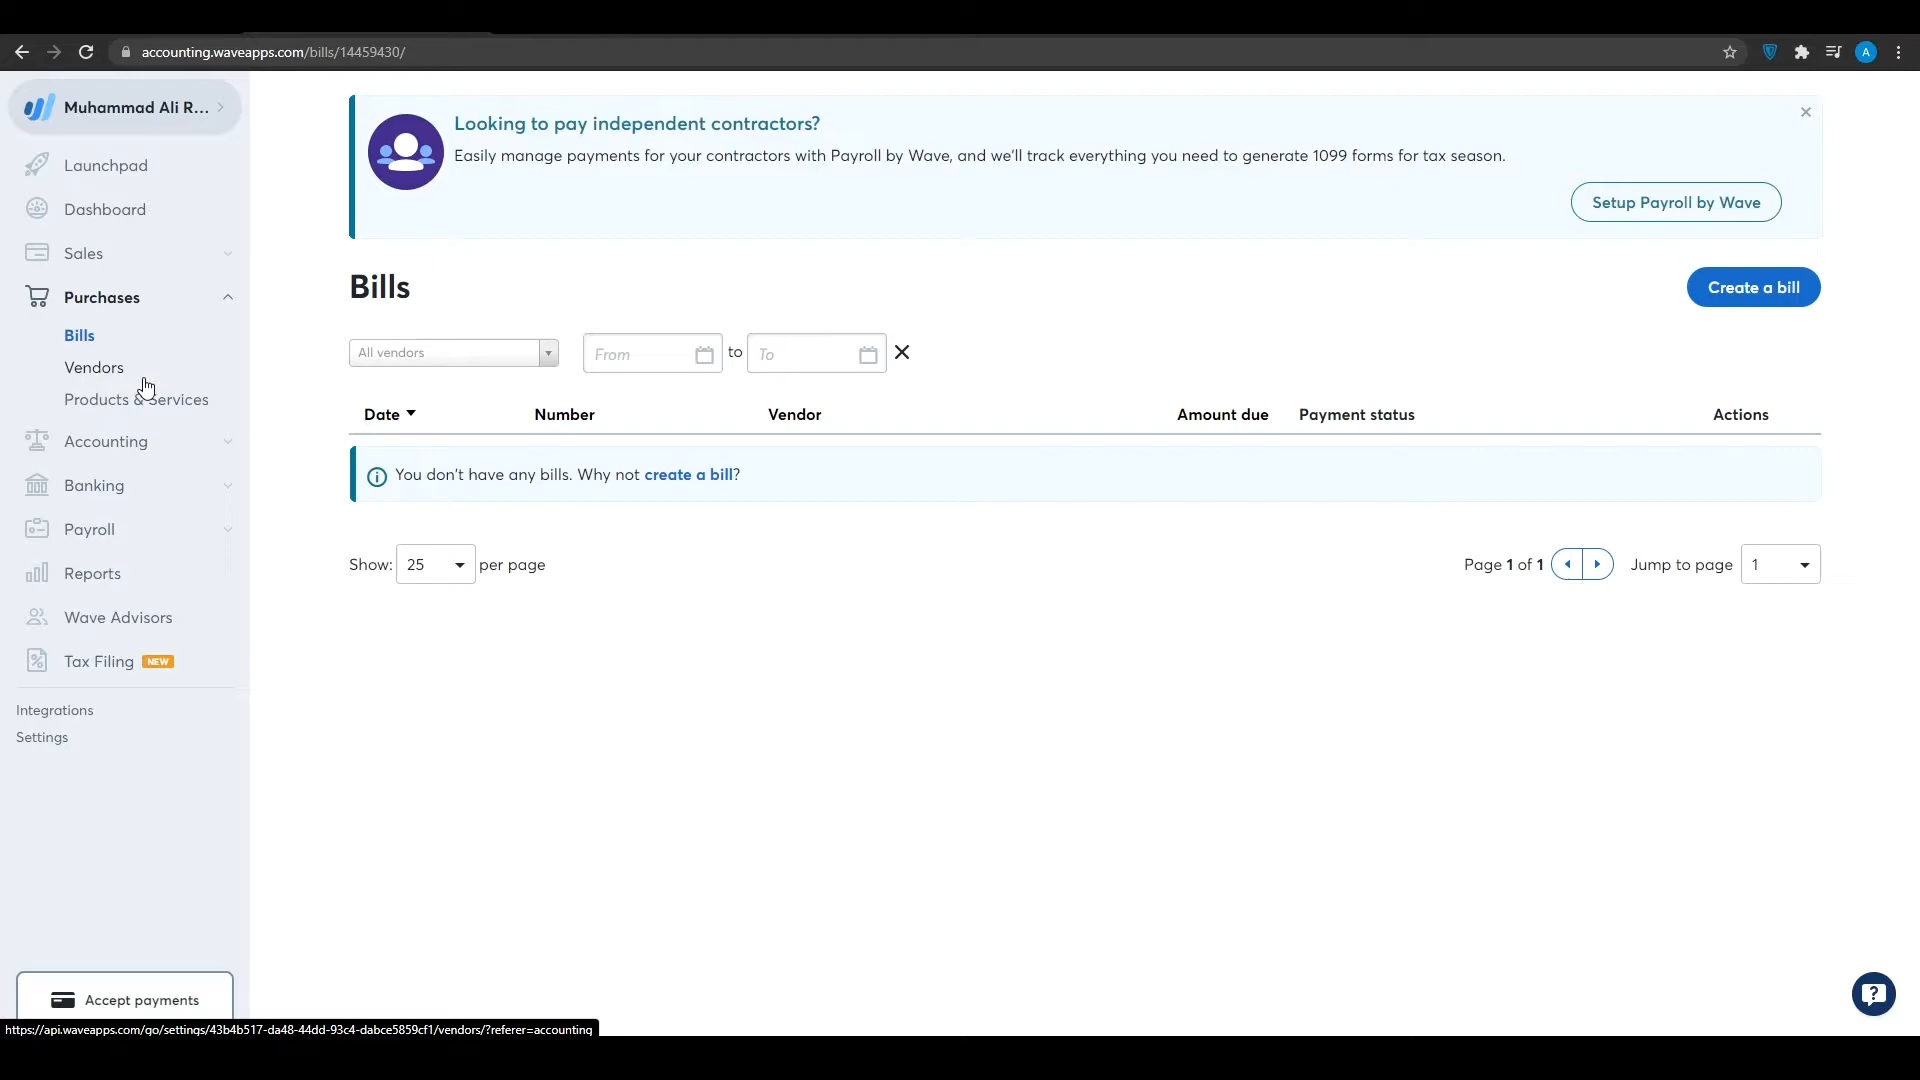 accounting.waveapps.com/bills/14459430/
A
Muhammad Ali R...
Launchpad
Dashboard
Sales
Purchases
Bills
Vendors
Products & Services
Accounting
Banking
Payroll
Reports
Wave Advisors
Tax Filing NEW
Integrations
Settings
Accept payments
https://api.waveapps.com/go/settings/43b4b517-da48-44dd-93c4-dabce5859cf1/vendors/?referer=accounting
Looking to pay independent contractors?
Easily manage payments for your contractors with Payroll by Wave, and we'll track everything you need to generate 1099 forms for tax season.
Setup Payroll by Wave
Bills
Create a bill
All vendors From to To
Date Number Vendor Amount due Payment status Actions
You don't have any bills. Why not create a bill?
Show: 25 per page Page 1 of 1 Jump to page 1